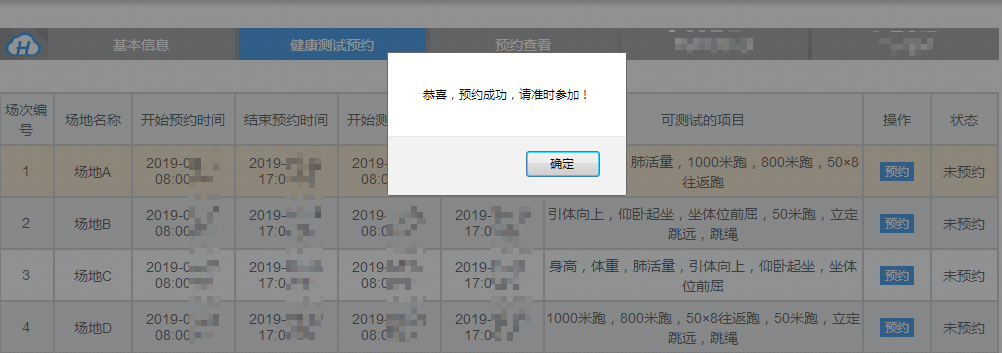 H
基本信息
健康测试预约
预约查看
恭喜，预约成功，请准时参加！
确定
场次编
号
场地名称
开始预约时间
结束预约时间
开始测
可测试的项目
操作
状态
1
场地A
2019-0
08:00:
2019-
17:0
肺活量，1000米跑，800米跑，50×8
往返跑
预约
未预约
2
场地B
2019-0
08:00:
2019-
17:0
2019-
08:0
2019-
17:0
引体向上，仰卧起坐，坐体位前屈，50米跑，立定
跳远，跳绳
预约
未预约
3
场地C
2019-0
08:00:
2019-
17:0
2019-
08:0
2019-
17:0
身高，体重，肺活量，引体向上，仰卧起坐，坐体
位前屈
预约
未预约
4
场地D
2019-0
08:00:
2019-
17:0
2019-
08:0
2019-
17:0
1000米跑，800米跑，50×8往返跑，50米跑，立定
跳远，跳绳
预约
未预约